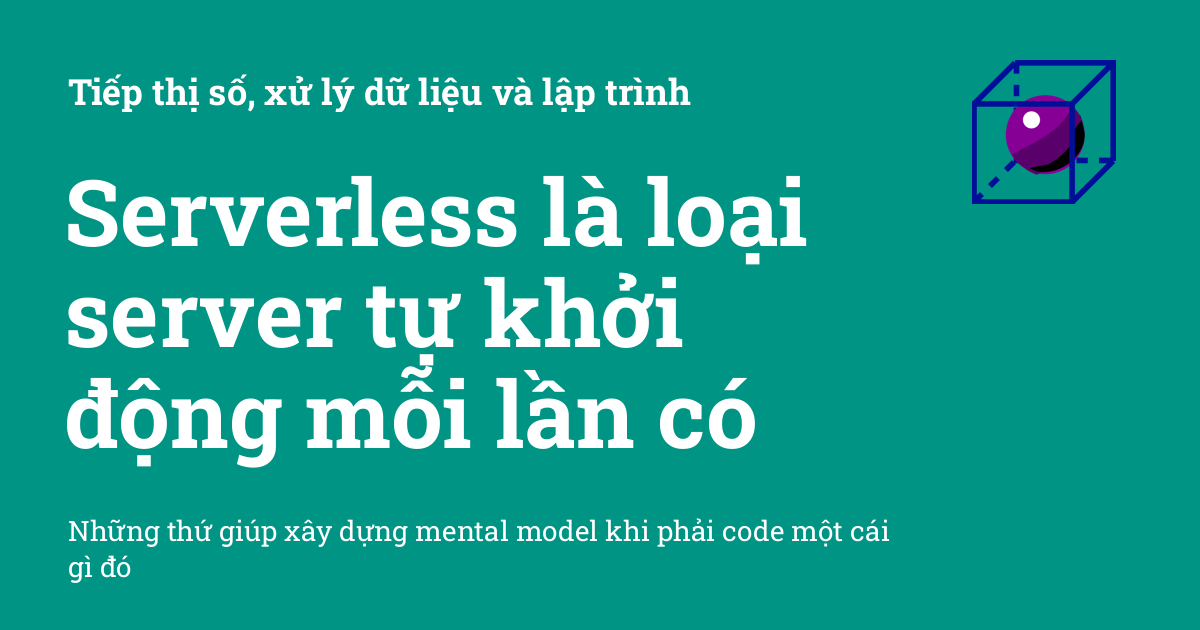 Tiếp thị số, xử lý dữ liệu và lập trình
Serverless là loại
server tự khởi
động mỗi lần có
Những thứ giúp xây dựng mental model khi phải code một cái
gì đó